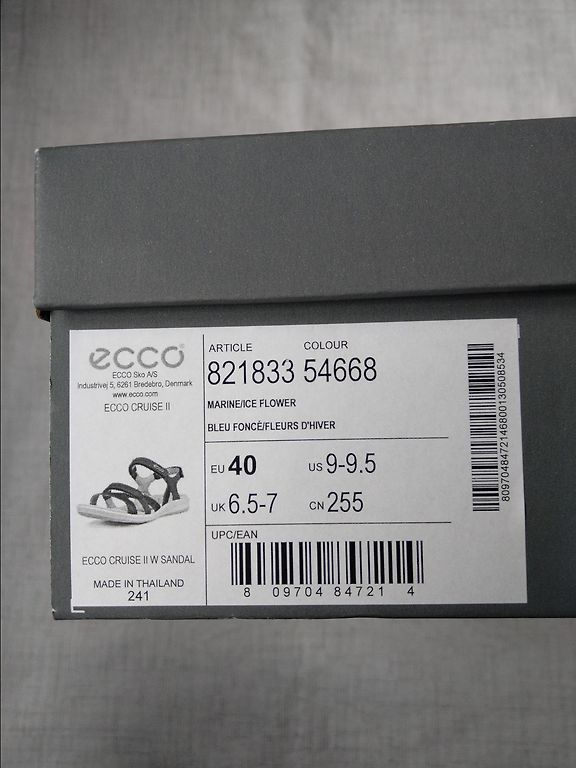 ecco
ECCO Sko A/S
Industrivej 5, 6261 Bredebro, Denmark
www.ecco.com
ECCO CRUISE II
ECCO CRUISE II W SANDAL
MADE IN THAILAND
241
ARTICLE COLOUR
821833 54668
MARINE/ICE FLOWER
BLEU FONCÉ/FLEURS D'HIVER
EU 40 US 9-9.5
UK 6.5-7 CN 255
UPC/EAN
8 09704 84721 4
8097048472146800130508534